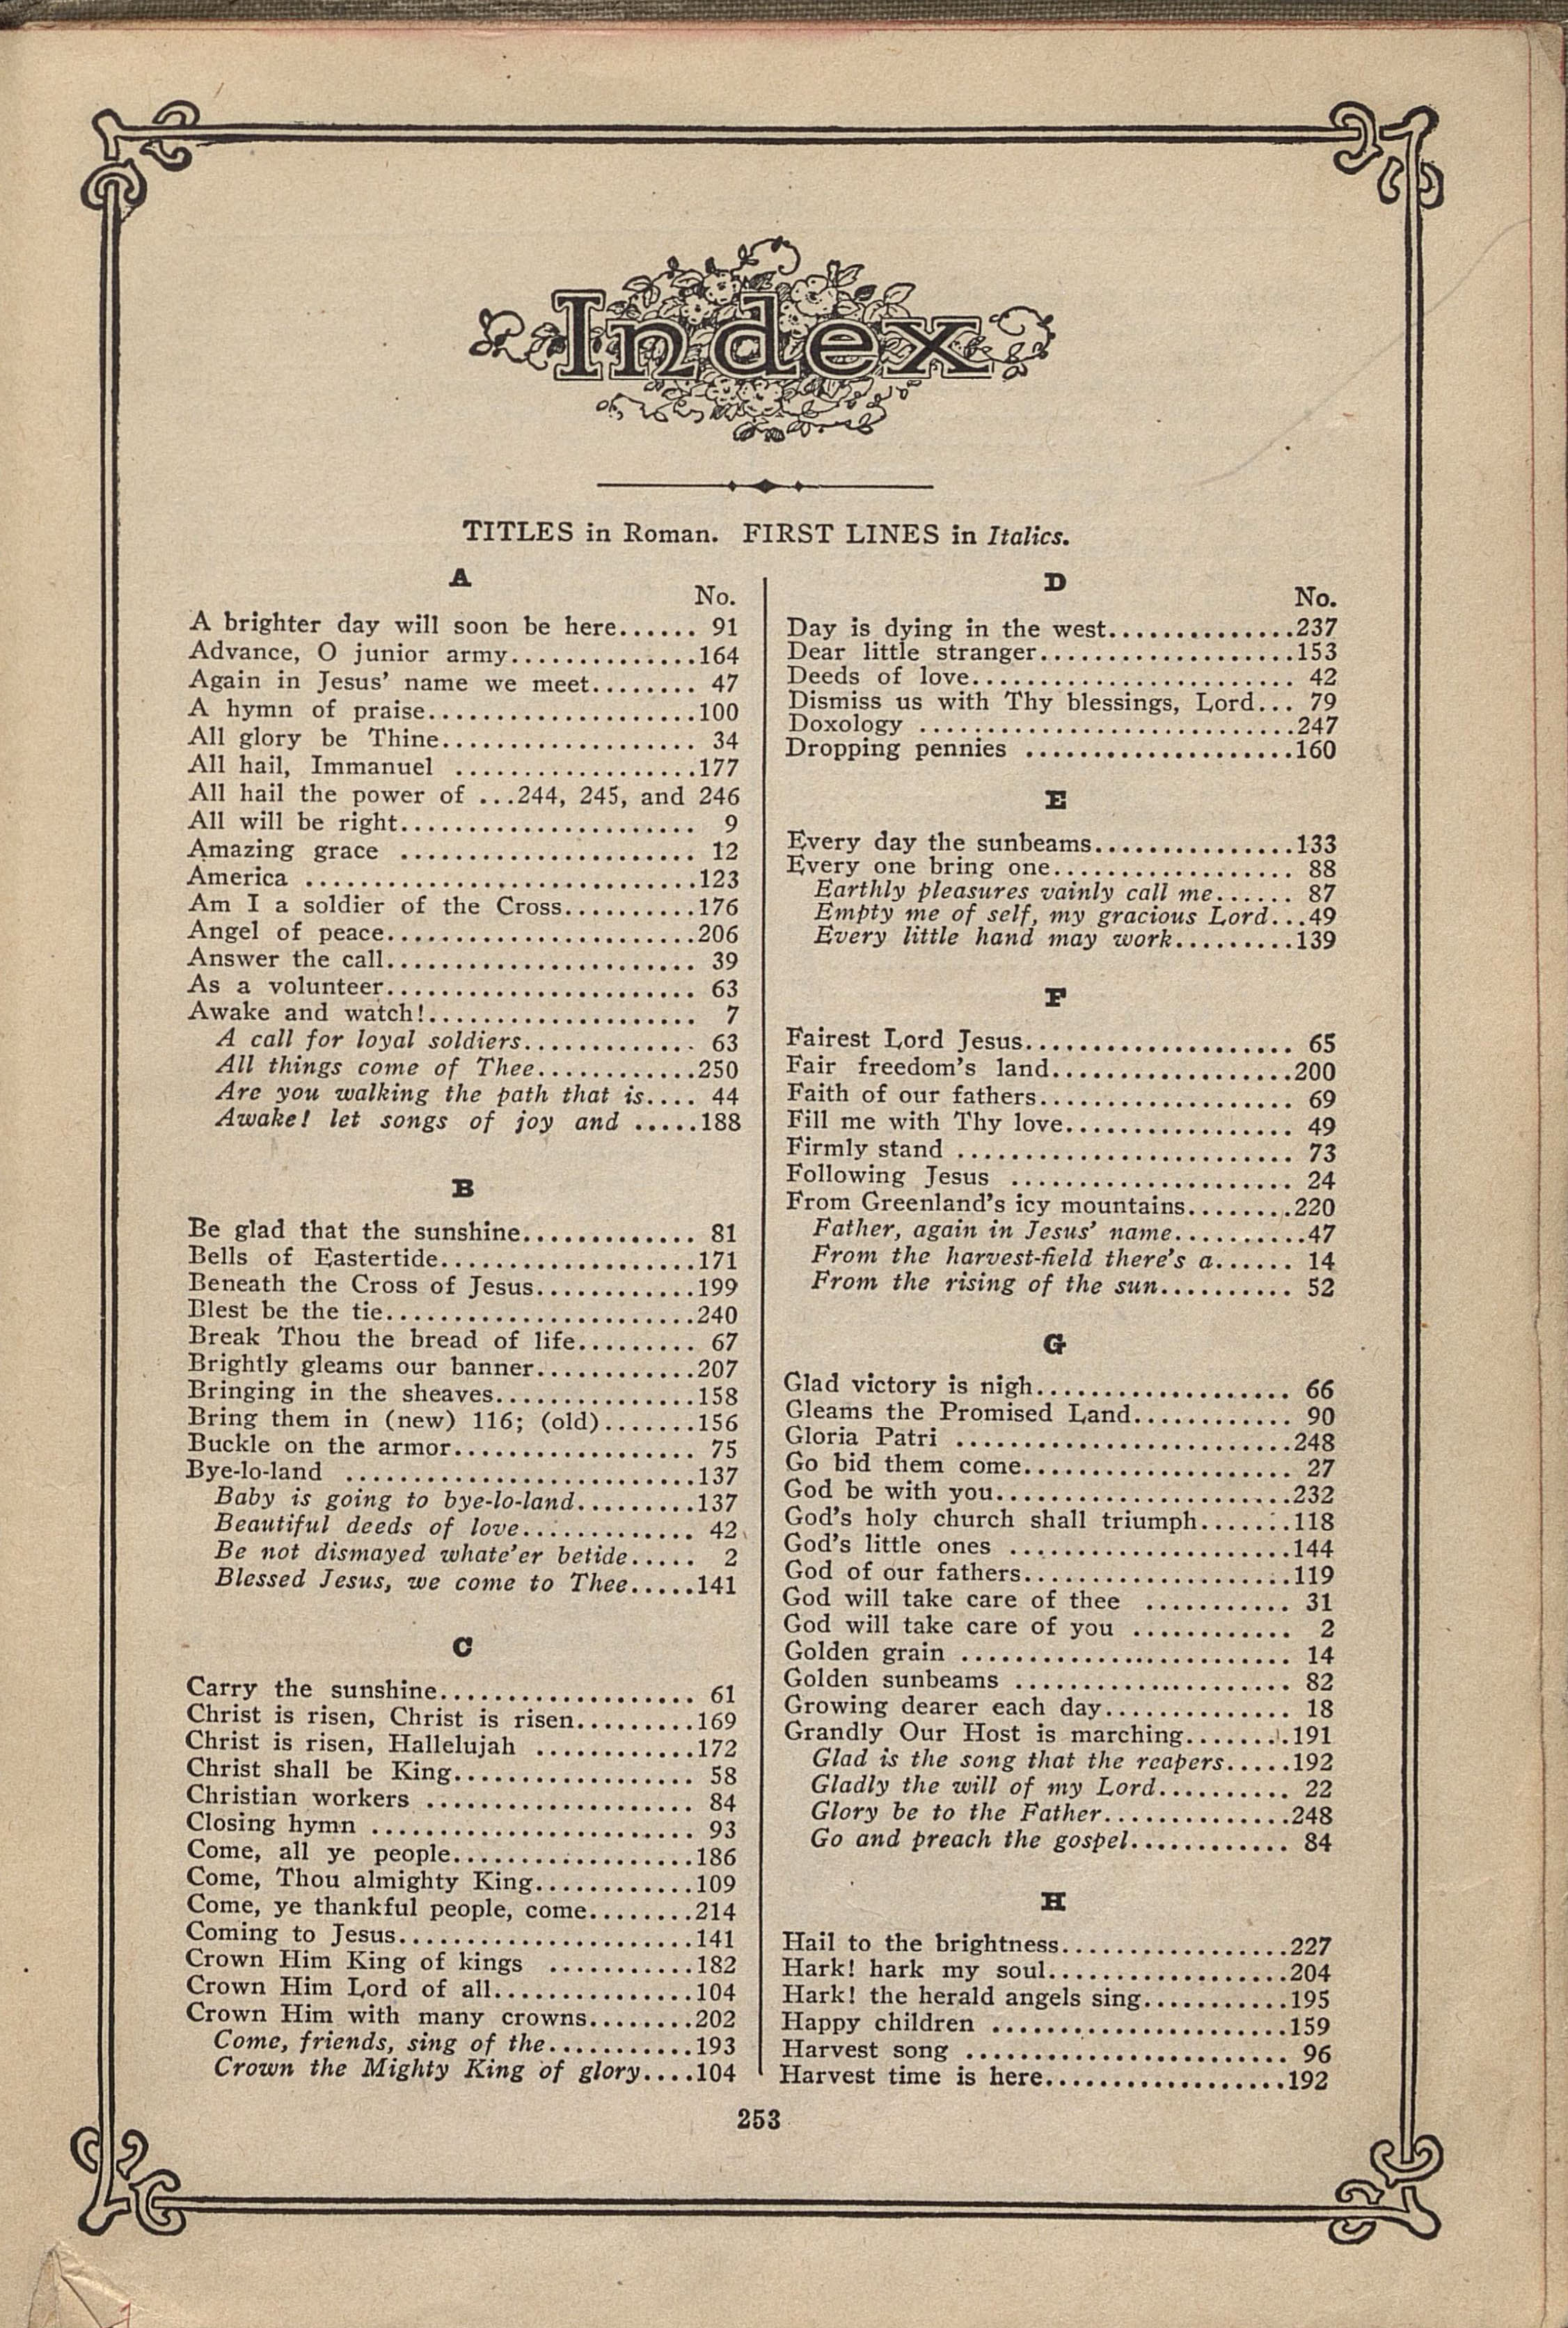 Index
TITLES in Roman. FIRST LINES in Italics.
A
No.
A brighter day will soon be here...... 91
Advance, O junior army..............164
Again in Jesus' name we meet........ 47
A hymn of praise....................100
All glory be Thine................... 34
All hail, Immanuel ..................177
All hail the power of ...244, 245, and 246
All will be right...................... 9
Amazing grace ...................... 12
America .............................123
Am I a soldier of the Cross..........176
Angel of peace.......................206
Answer the call....................... 39
As a volunteer....................... 63
Awake and watch!.................... 7
A call for loyal soldiers............. 63
All things come of Thee............250
Are you walking the path that is.... 44
Awake! let songs of joy and .....188
B
Be glad that the sunshine............. 81
Bells of Eastertide...................171
Beneath the Cross of Jesus............199
Blest be the tie.......................240
Break Thou the bread of life......... 67
Brightly gleams our banner............207
Bringing in the sheaves...............158
Bring them in (new) 116; (old).......156
Buckle on the armor.................. 75
Bye-lo-land ..........................137
Baby is going to bye-lo-land.........137
Beautiful deeds of love............. 42
Be not dismayed whate'er betide..... 2
Blessed Jesus, we come to Thee.....141
C
Carry the sunshine................... 61
Christ is risen, Christ is risen.........169
Christ is risen, Hallelujah ............172
Christ shall be King.................. 58
Christian workers .................... 84
Closing hymn ........................ 93
Come, all ye people..................186
Come, Thou almighty King............109
Come, ye thankful people, come........214
Coming to Jesus......................141
Crown Him King of kings ...........182
Crown Him Lord of all...............104
Crown Him with many crowns........202
Come, friends, sing of the...........193
Crown the Mighty King of glory....104
D
No.
Day is dying in the west..............237
Dear little stranger...................153
Deeds of love........................ 42
Dismiss us with Thy blessings, Lord... 79
Doxology ............................247
Dropping pennies ....................160
E
Every day the sunbeams...............133
Every one bring one.................. 88
Earthly pleasures vainly call me...... 87
Empty me of self, my gracious Lord...49
Every little hand may work.........139
F
Fairest Lord Jesus.................... 65
Fair freedom's land..................200
Faith of our fathers................... 69
Fill me with Thy love................. 49
Firmly stand ......................... 73
Following Jesus ..................... 24
From Greenland's icy mountains........220
Father, again in Jesus' name..........47
From the harvest-field there's a...... 14
From the rising of the sun.......... 52
G
Glad victory is nigh................... 66
Gleams the Promised Land............ 90
Gloria Patri .........................248
Go bid them come.................... 27
God be with you......................232
God's holy church shall triumph.......118
God's little ones .....................144
God of our fathers....................119
God will take care of thee ........... 31
God will take care of you ............ 2
Golden grain ......................... 14
Golden sunbeams .................... 82
Growing dearer each day.............. 18
Grandly Our Host is marching........191
Glad is the song that the reapers.....192
Gladly the will of my Lord.......... 22
Glory be to the Father..............248
Go and preach the gospel............ 84
H
Hail to the brightness.................227
Hark! hark my soul..................204
Hark! the herald angels sing...........195
Happy children ......................159
Harvest song ........................ 96
Harvest time is here..................192
253